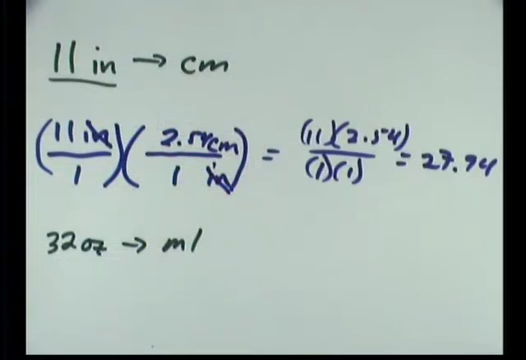 11 in → cm
(11 in / 1)(2.54 cm / 1 in) = (11)(2.54) / (1)(1) = 27.94
32 oz → ml